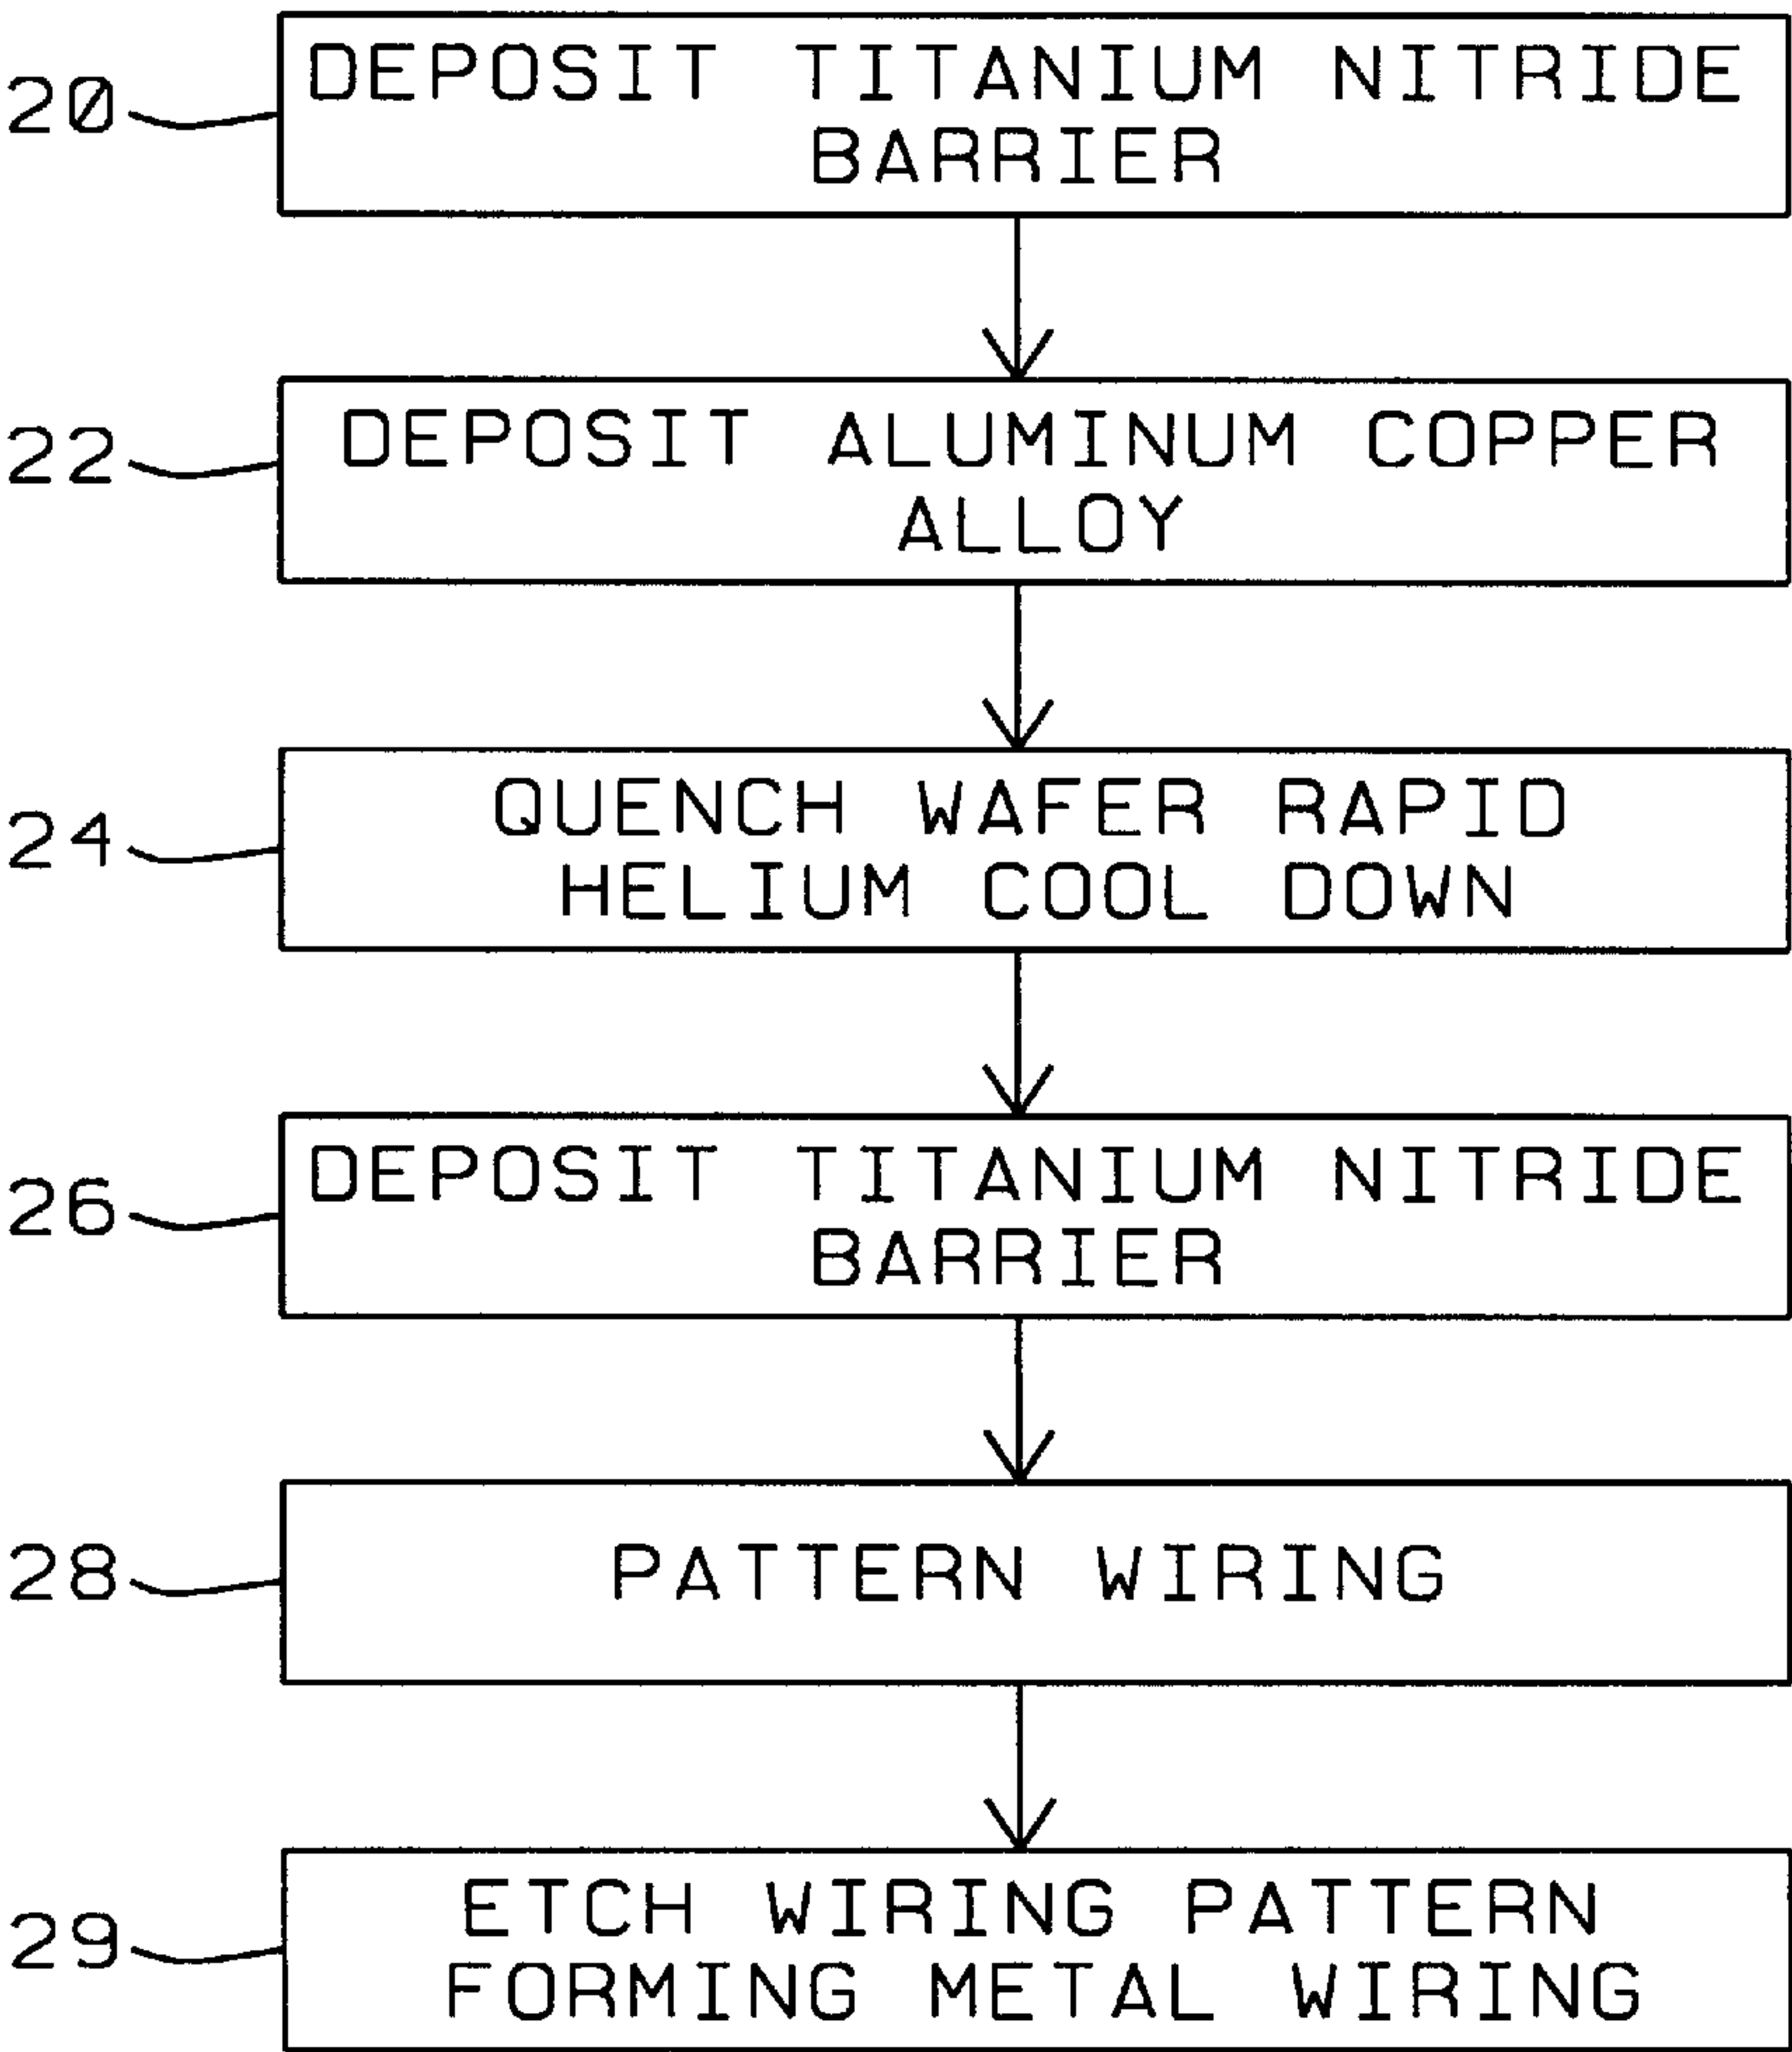 20
DEPOSIT TITANIUM NITRIDE
BARRIER
22
DEPOSIT ALUMINUM COPPER
ALLOY
24
QUENCH WAFER RAPID
HELIUM COOL DOWN
26
DEPOSIT TITANIUM NITRIDE
BARRIER
28
PATTERN WIRING
29
ETCH WIRING PATTERN
FORMING METAL WIRING